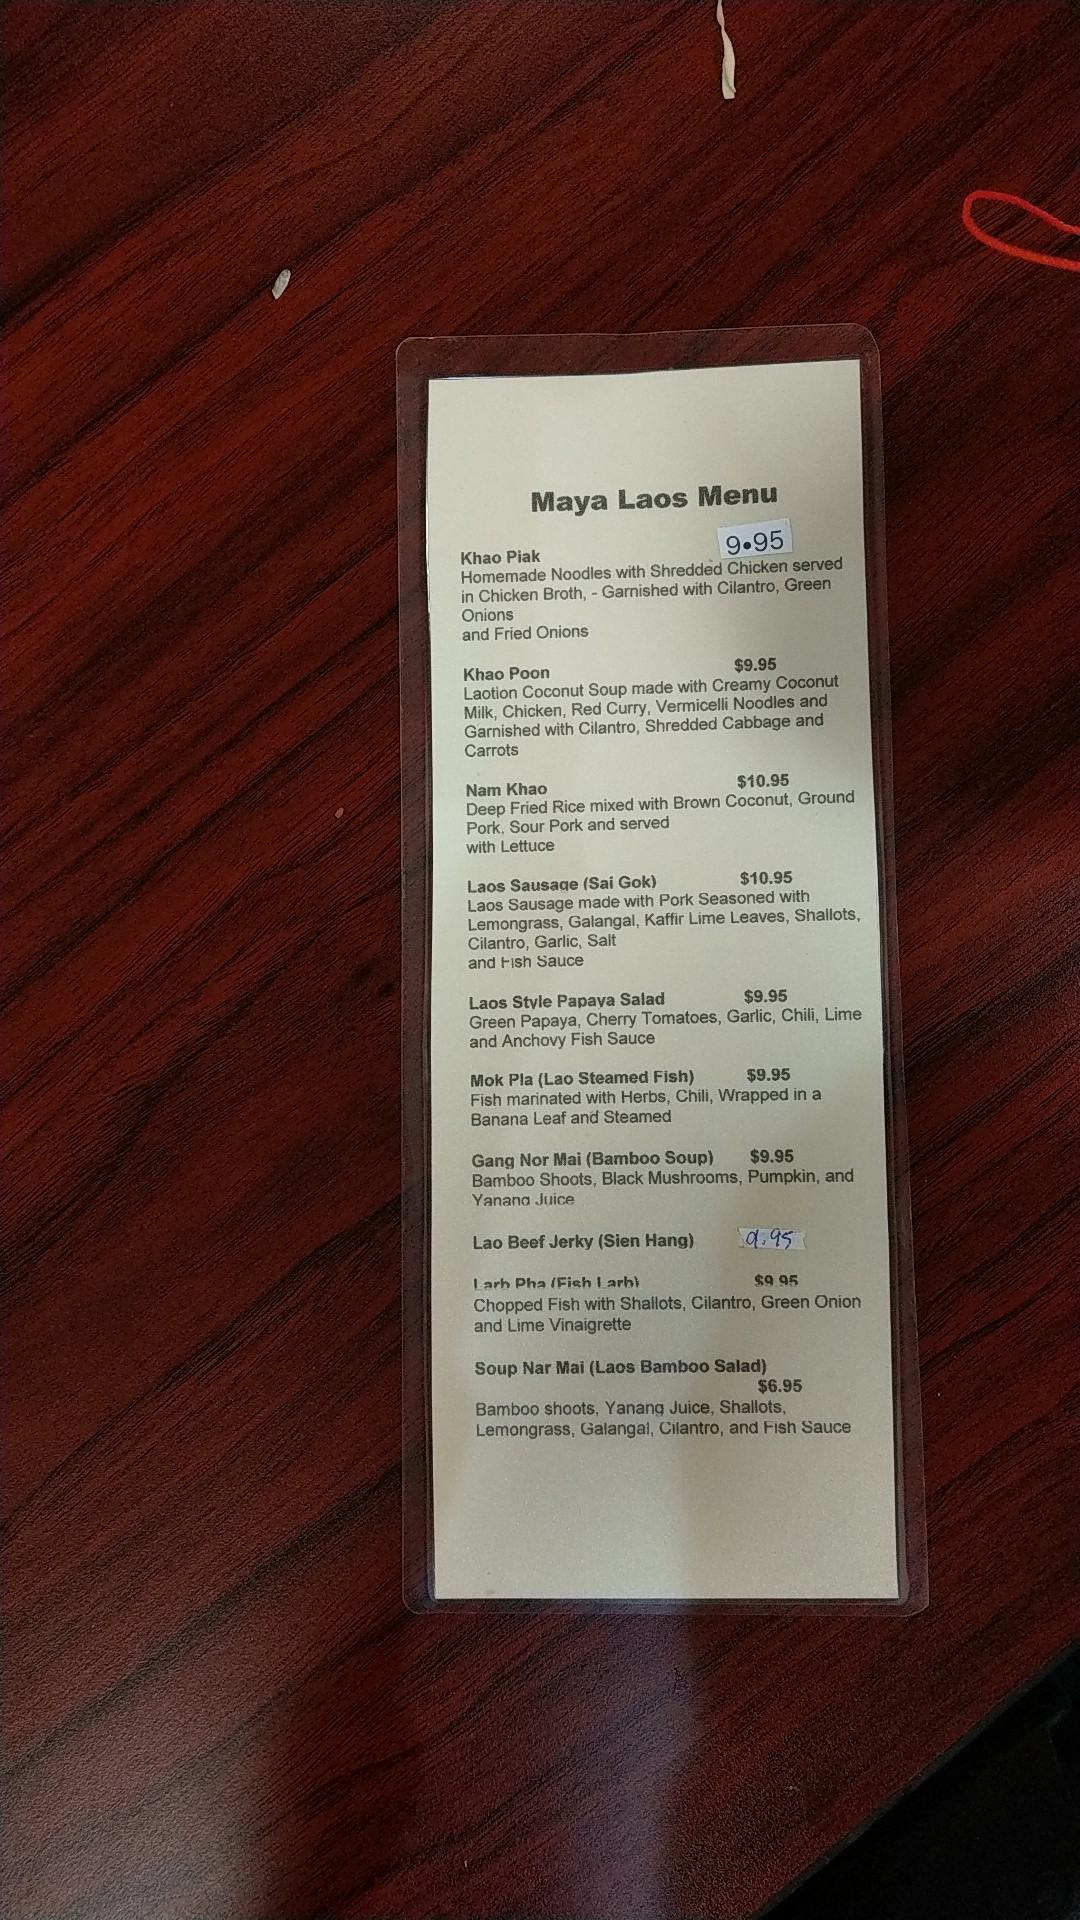 Maya Laos Menu
9•95
Khao Piak
Homemade Noodles with Shredded Chicken served
in Chicken Broth, - Garnished with Cilantro, Green
Onions
and Fried Onions
Khao Poon $9.95
Laotion Coconut Soup made with Creamy Coconut
Milk, Chicken, Red Curry, Vermicelli Noodles and
Garnished with Cilantro, Shredded Cabbage and
Carrots
Nam Khao $10.95
Deep Fried Rice mixed with Brown Coconut, Ground
Pork, Sour Pork and served
with Lettuce
Laos Sausage (Sai Gok) $10.95
Laos Sausage made with Pork Seasoned with
Lemongrass, Galangal, Kaffir Lime Leaves, Shallots,
Cilantro, Garlic, Salt
and Fish Sauce
Laos Style Papaya Salad $9.95
Green Papaya, Cherry Tomatoes, Garlic, Chili, Lime
and Anchovy Fish Sauce
Mok Pla (Lao Steamed Fish) $9.95
Fish marinated with Herbs, Chili, Wrapped in a
Banana Leaf and Steamed
Gang Nor Mai (Bamboo Soup) $9.95
Bamboo Shoots, Black Mushrooms, Pumpkin, and
Yanang Juice
Lao Beef Jerky (Sien Hang) 9.95
Larb Pha (Fish Larb) $9.95
Chopped Fish with Shallots, Cilantro, Green Onion
and Lime Vinaigrette
Soup Nar Mai (Laos Bamboo Salad)
$6.95
Bamboo shoots, Yanang Juice, Shallots,
Lemongrass, Galangal, Cilantro, and Fish Sauce